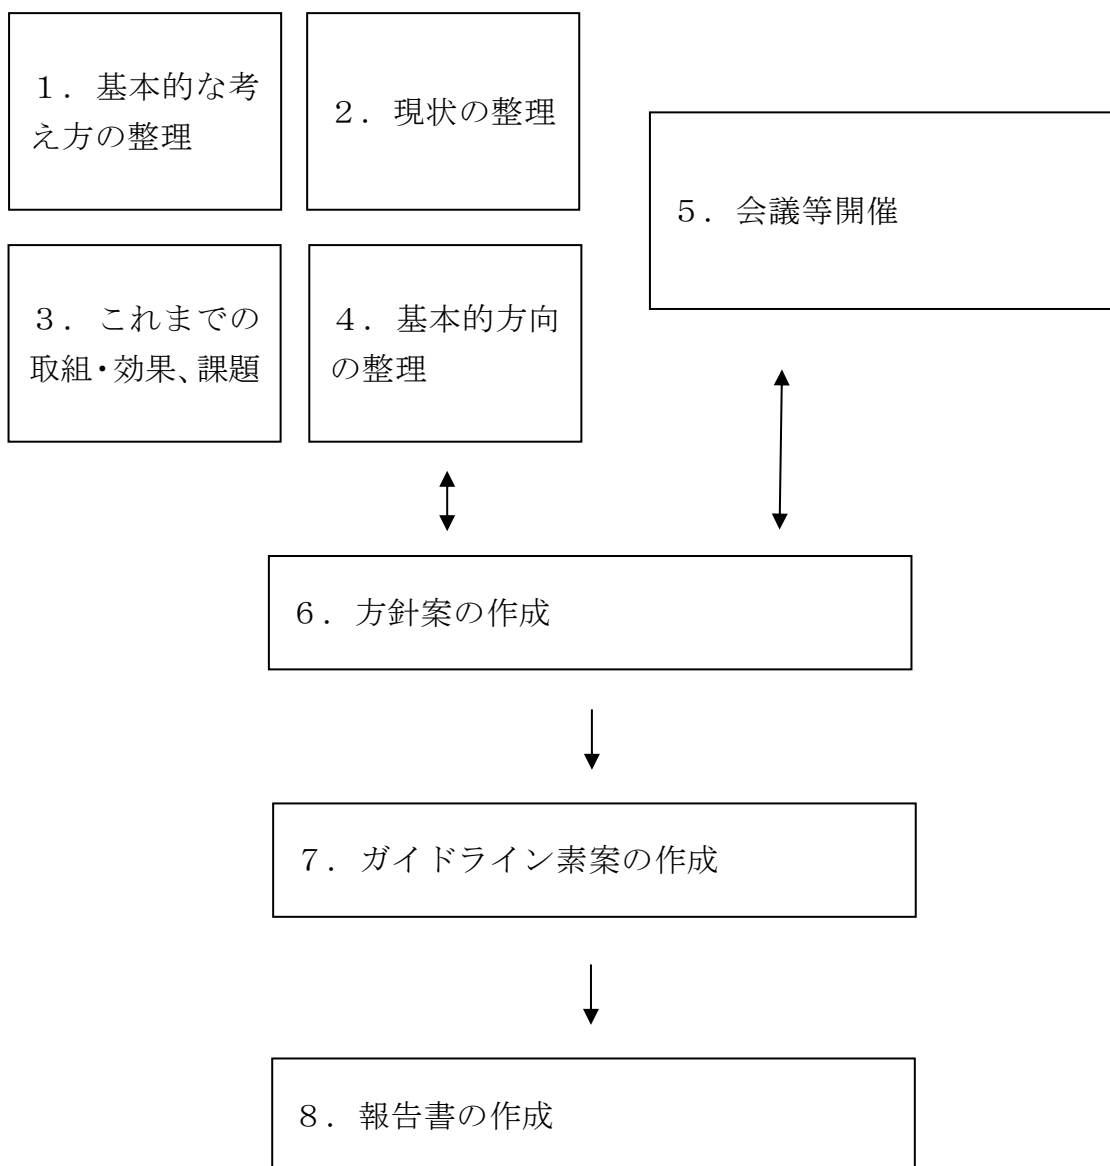 １．基本的な考
え方の整理
２．現状の整理
３．これまでの
取組・効果、課題
４．基本的方向
の整理
５．会議等開催
６．方針案の作成
７．ガイドライン素案の作成
８．報告書の作成